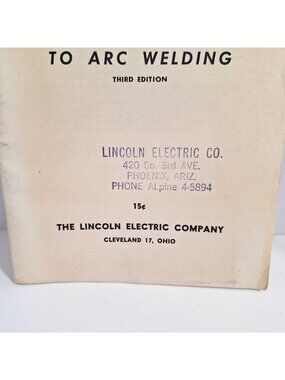 TO ARC WELDING
THIRD EDITION
LINCOLN ELECTRIC CO.
420 So. 3rd AVE.
PHOENIX, ARIZ.
PHONE ALpine 4-5894
15¢
THE LINCOLN ELECTRIC COMPANY
CLEVELAND 17, OHIO